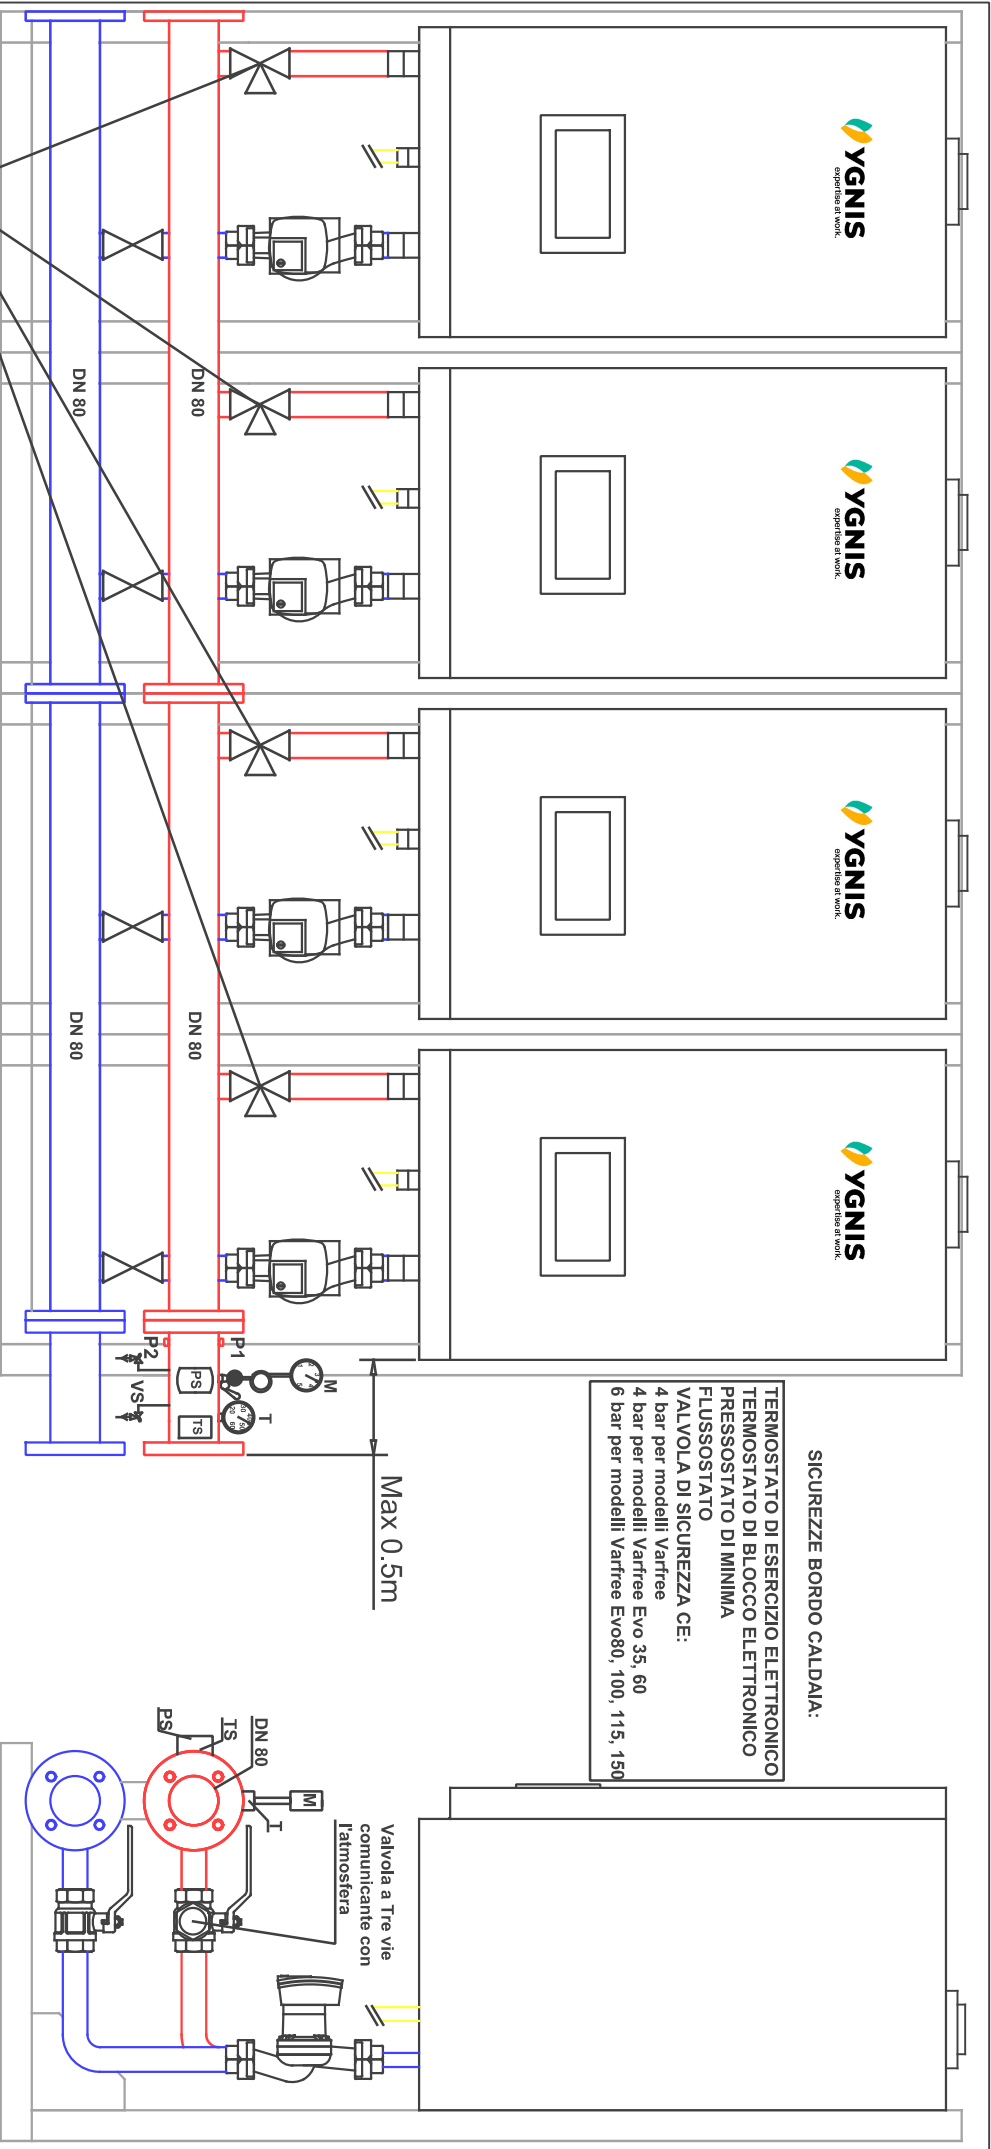 YGNIS
expertise at work.
YGNIS
expertise at work.
YGNIS
expertise at work.
YGNIS
expertise at work.
SICUREZZE BORDO CALDAIA:
TERMOSTATO DI ESERCIZIO ELETTRONICO
TERMOSTATO DI BLOCCO ELETTRONICO
PRESSOSTATO DI MINIMA
FLUSSOSTATO
VALVOLA DI SICUREZZA CE:
4 bar per modelli Varfree
4 bar per modelli Varfree Evo 35, 60
6 bar per modelli Varfree Evo80, 100, 115, 150
Max 0.5m
DN 80
DN 80
DN 80
DN 80
M
T
P1
PS
TS
P2
VS
M
T
DN 80
TS
PS
Valvola a Tre vie
comunicante con
l'atmosfera